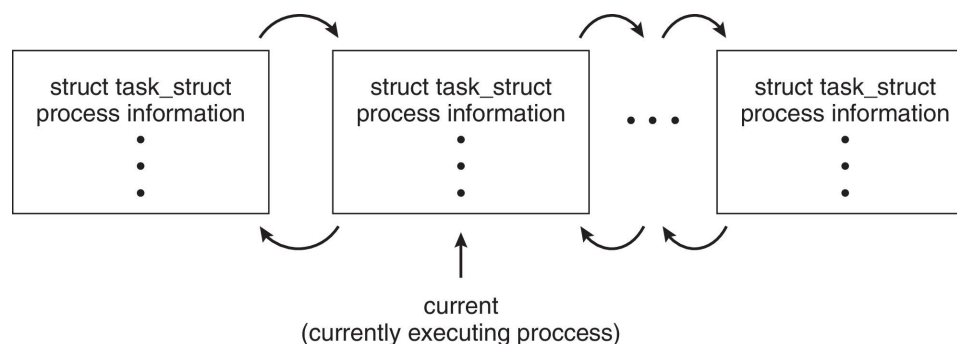 struct task_struct
process information
struct task_struct
process information
struct task_struct
process information
current
(currently executing proccess)